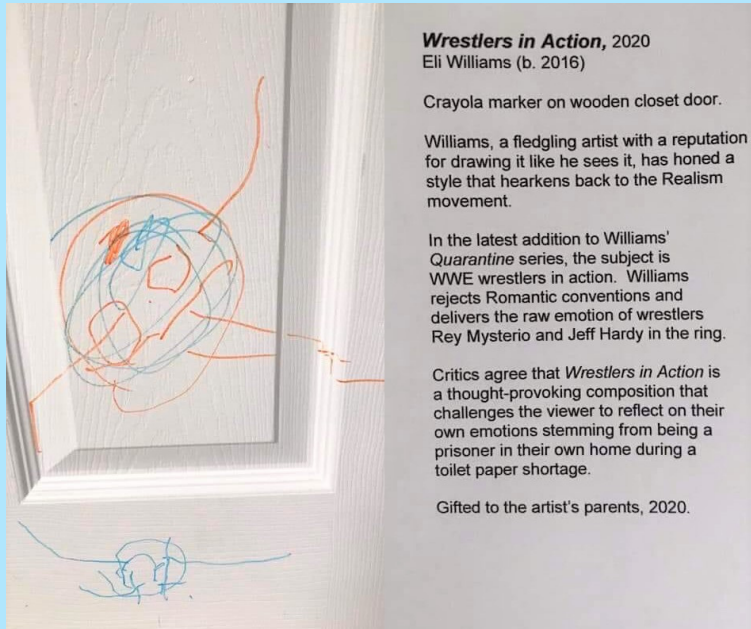 Wrestlers in Action, 2020
Eli Williams (b. 2016)
Crayola marker on wooden closet door.
Williams, a fledgling artist with a reputation
for drawing it like he sees it, has honed a
style that hearkens back to the Realism
movement.
In the latest addition to Williams'
Quarantine series, the subject is
WWE wrestlers in action. Williams
rejects Romantic conventions and
delivers the raw emotion of wrestlers
Rey Mysterio and Jeff Hardy in the ring.
Critics agree that Wrestlers in Action is
a thought-provoking composition that
challenges the viewer to reflect on their
own emotions stemming from being a
prisoner in their own home during a
toilet paper shortage.
Gifted to the artist's parents, 2020.